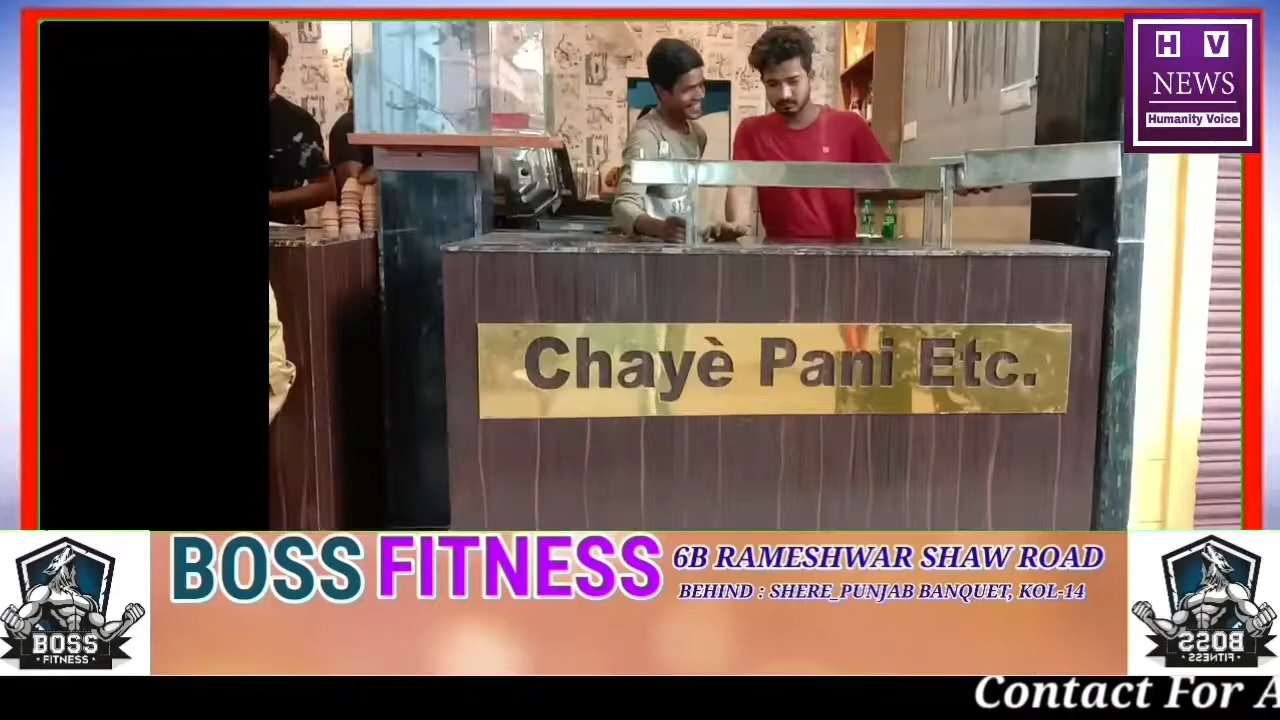 H V
NEWS
Humanity Voice
Chayè Pani Etc.
BOSS FITNESS
6B RAMESHWAR SHAW ROAD
BEHIND : SHERE_PUNJAB BANQUET, KOL-14
BOSS
FITNESS
BOSS
FITNESS
Contact For A